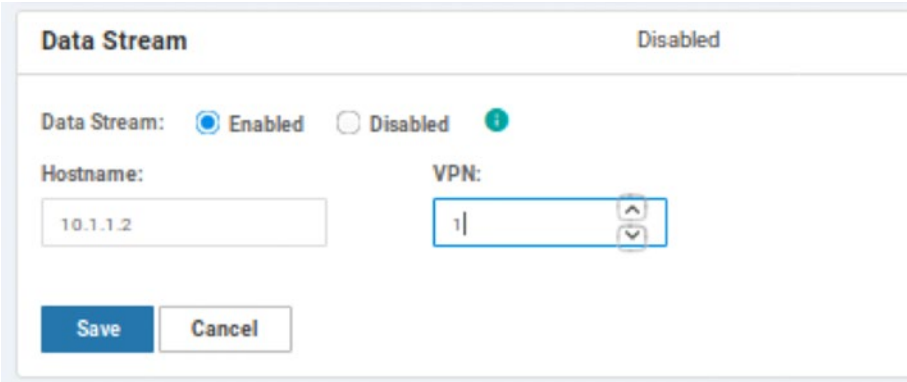 Data Stream Disabled
Data Stream: Enabled Disabled i
Hostname: VPN:
10.1.1.2 1
Save Cancel